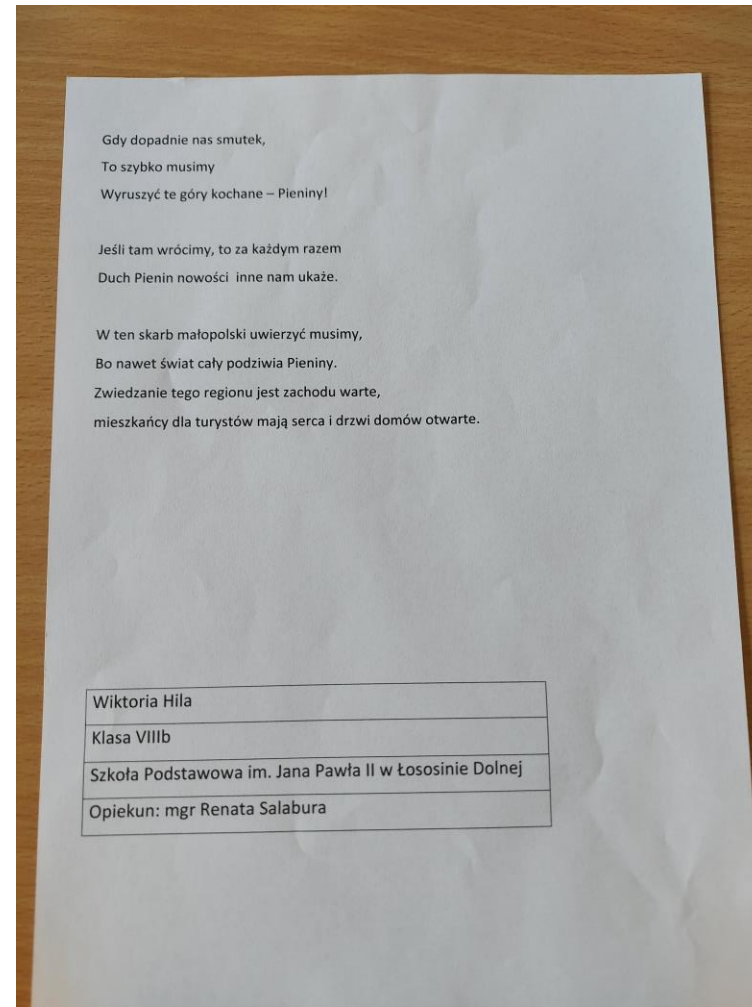 Gdy dopadnie nas smutek,
To szybko musimy
Wyruszyć te góry kochane – Pieniny!
Jeśli tam wrócimy, to za każdym razem
Duch Pienin nowości  inne nam ukaże.
W ten skarb małopolski uwierzyć musimy,
Bo nawet świat cały podziwia Pieniny.
Zwiedzanie tego regionu jest zachodu warte,
mieszkańcy dla turystów mają serca i drzwi domów otwarte.
Wiktoria Hila
Klasa VIIIb
Szkoła Podstawowa im. Jana Pawła II w Łososinie Dolnej
Opiekun: mgr Renata Salabura